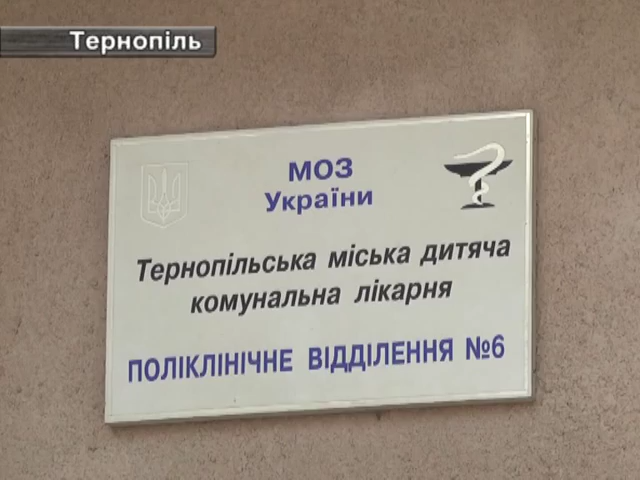 Тернопіль
МОЗ
України
Тернопільська міська дитяча
комунальна лікарня
ПОЛІКЛІНІЧНЕ ВІДДІЛЕННЯ №6